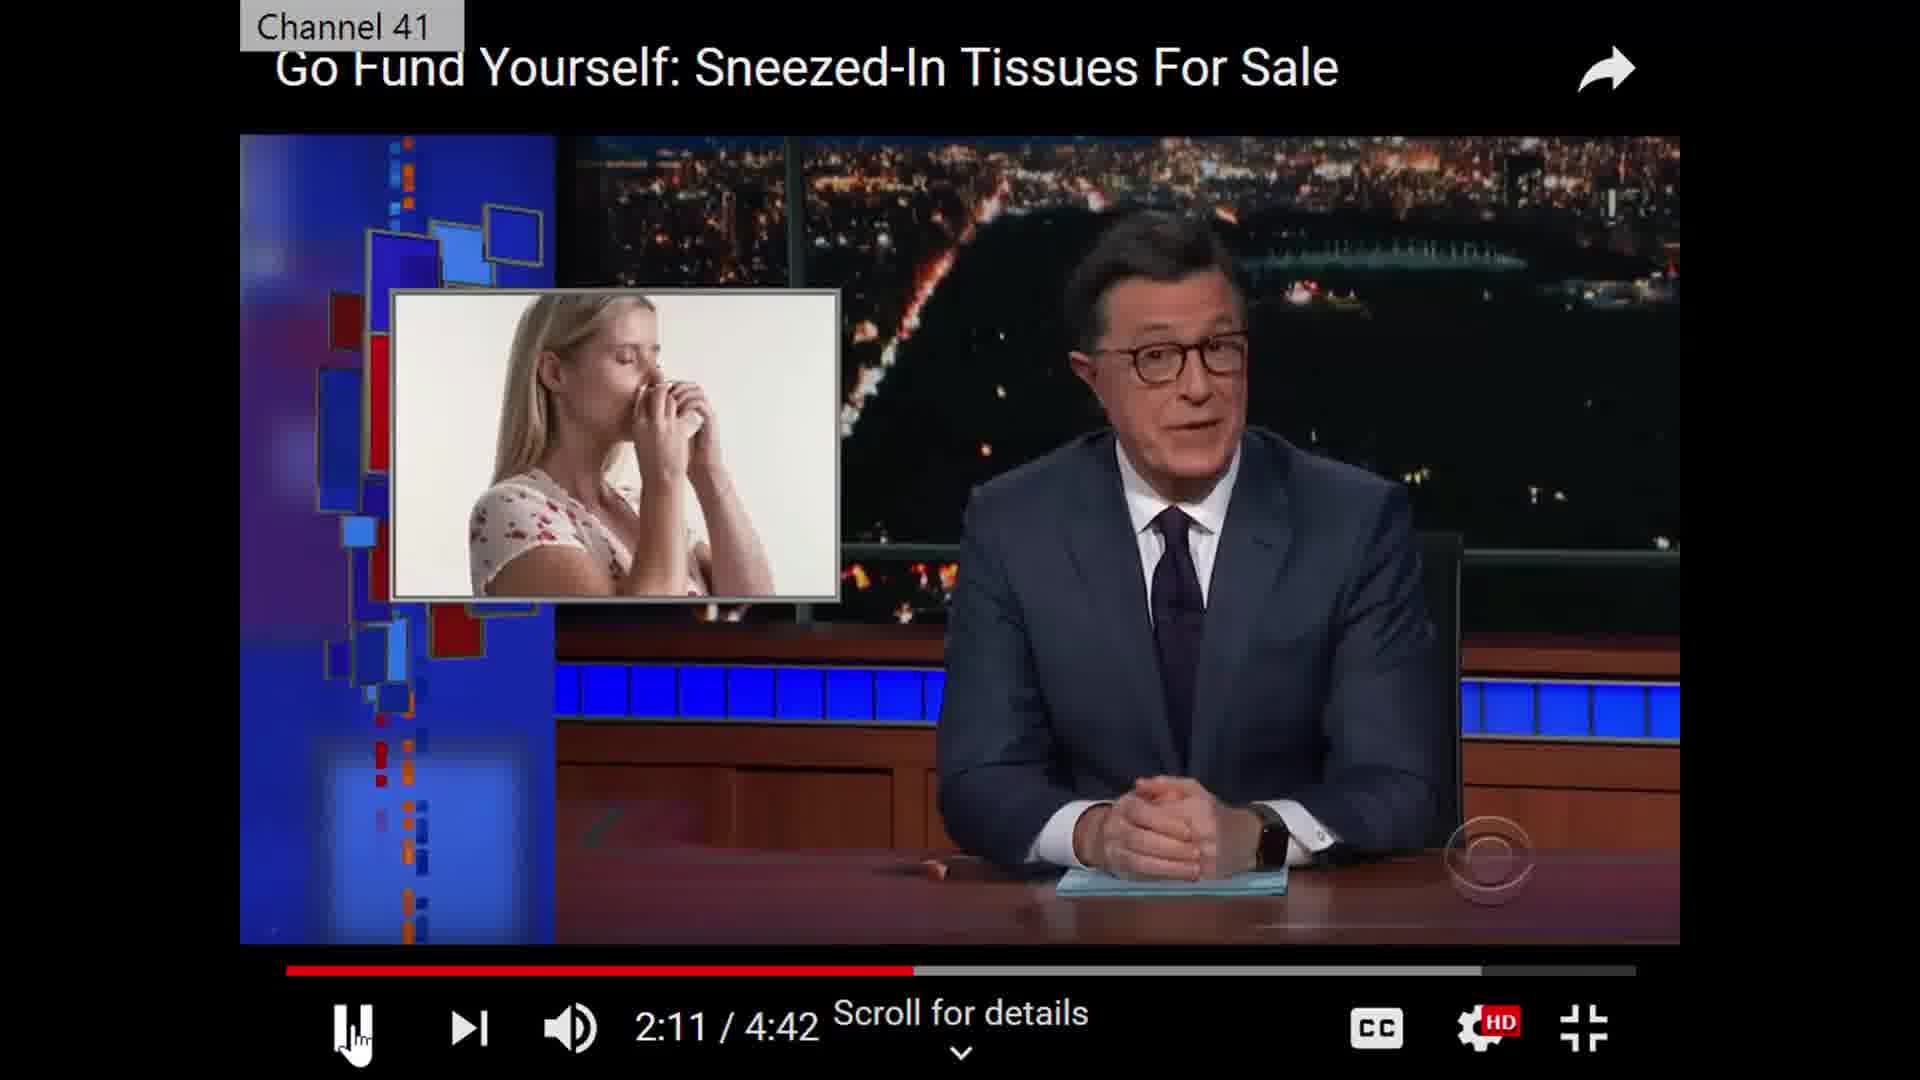 Channel 41
Go Fund Yourself: Sneezed-In Tissues For Sale
2:11 / 4:42
Scroll for details
CC
HD